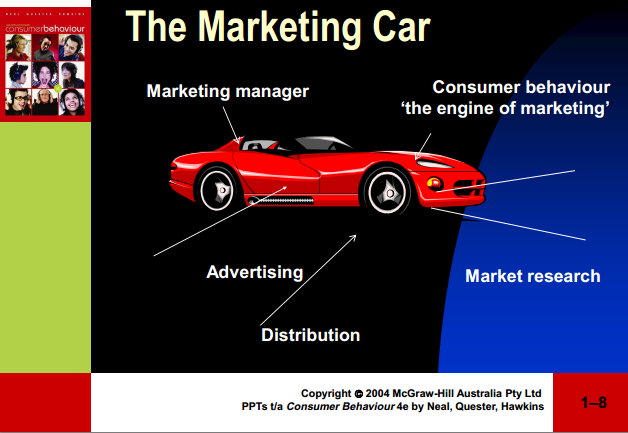 consumerbehaviour
The Marketing Car
Marketing manager
Consumer behaviour
‘the engine of marketing’
Advertising
Market research
Distribution
Copyright © 2004 McGraw-Hill Australia Pty Ltd
PPTs t/a Consumer Behaviour 4e by Neal, Quester, Hawkins
1–8